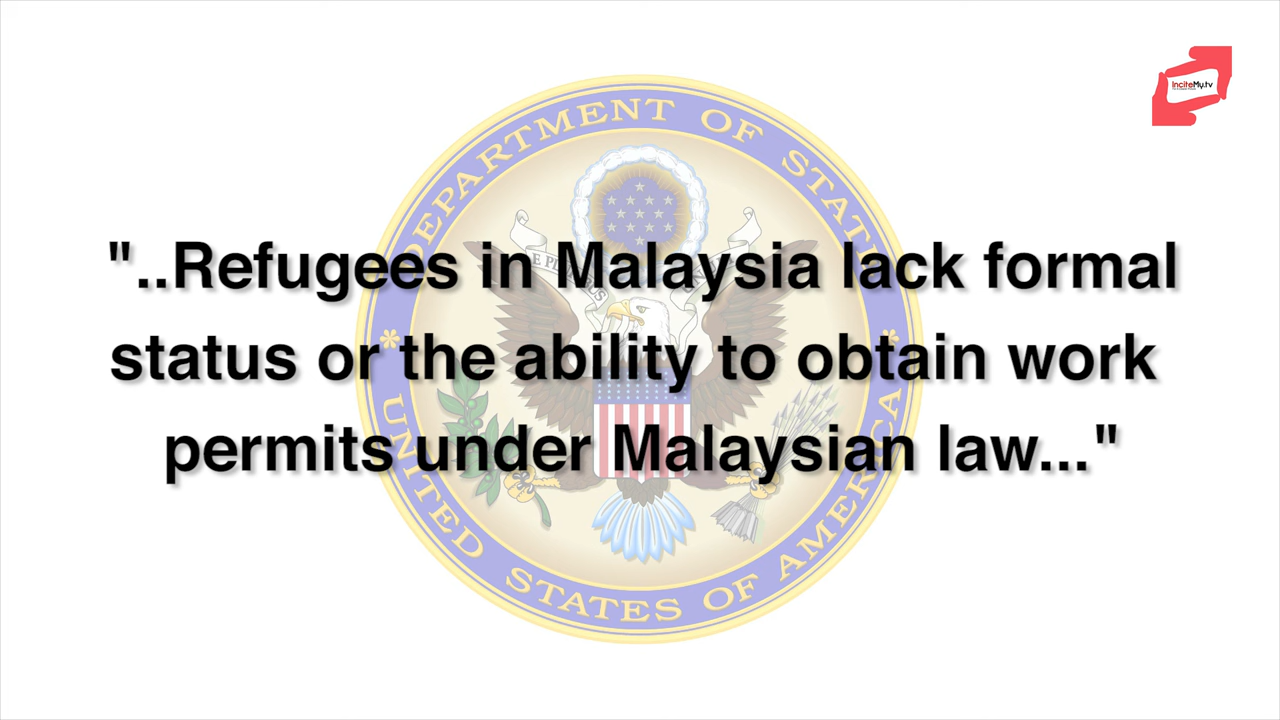 InciteMy.tv
DEPARTMENT OF STATE
E PLURIBUS
"..Refugees in Malaysia lack formal
status or the ability to obtain work
permits under Malaysian law..."
UNITED STATES OF AMERICA